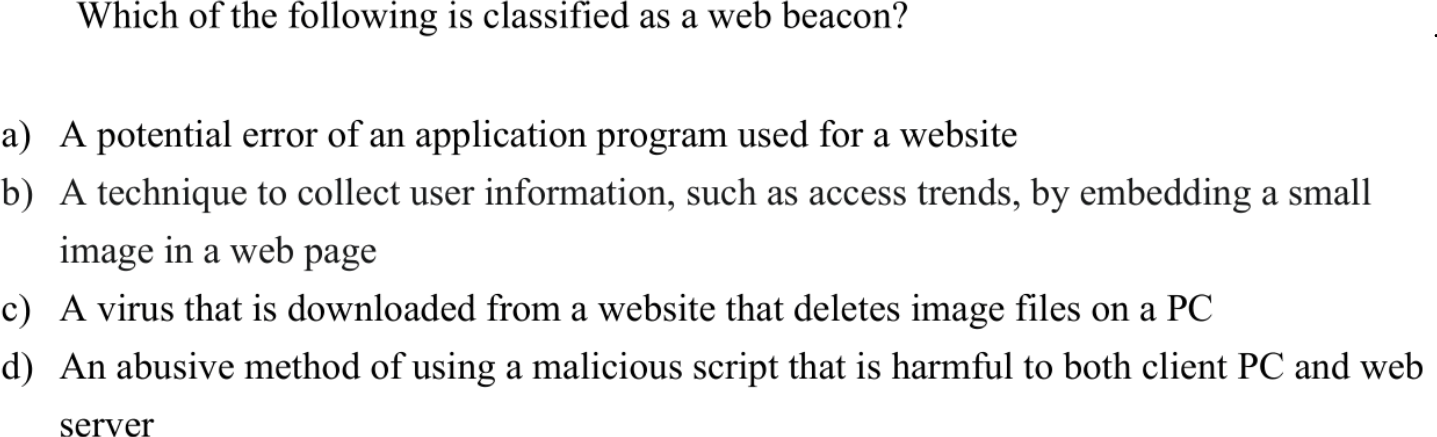 Which of the following is classified as a web beacon?
a) A potential error of an application program used for a website
b) A technique to collect user information, such as access trends, by embedding a small
image in a web page
c) A virus that is downloaded from a website that deletes image files on a PC
d) An abusive method of using a malicious script that is harmful to both client PC and web
server